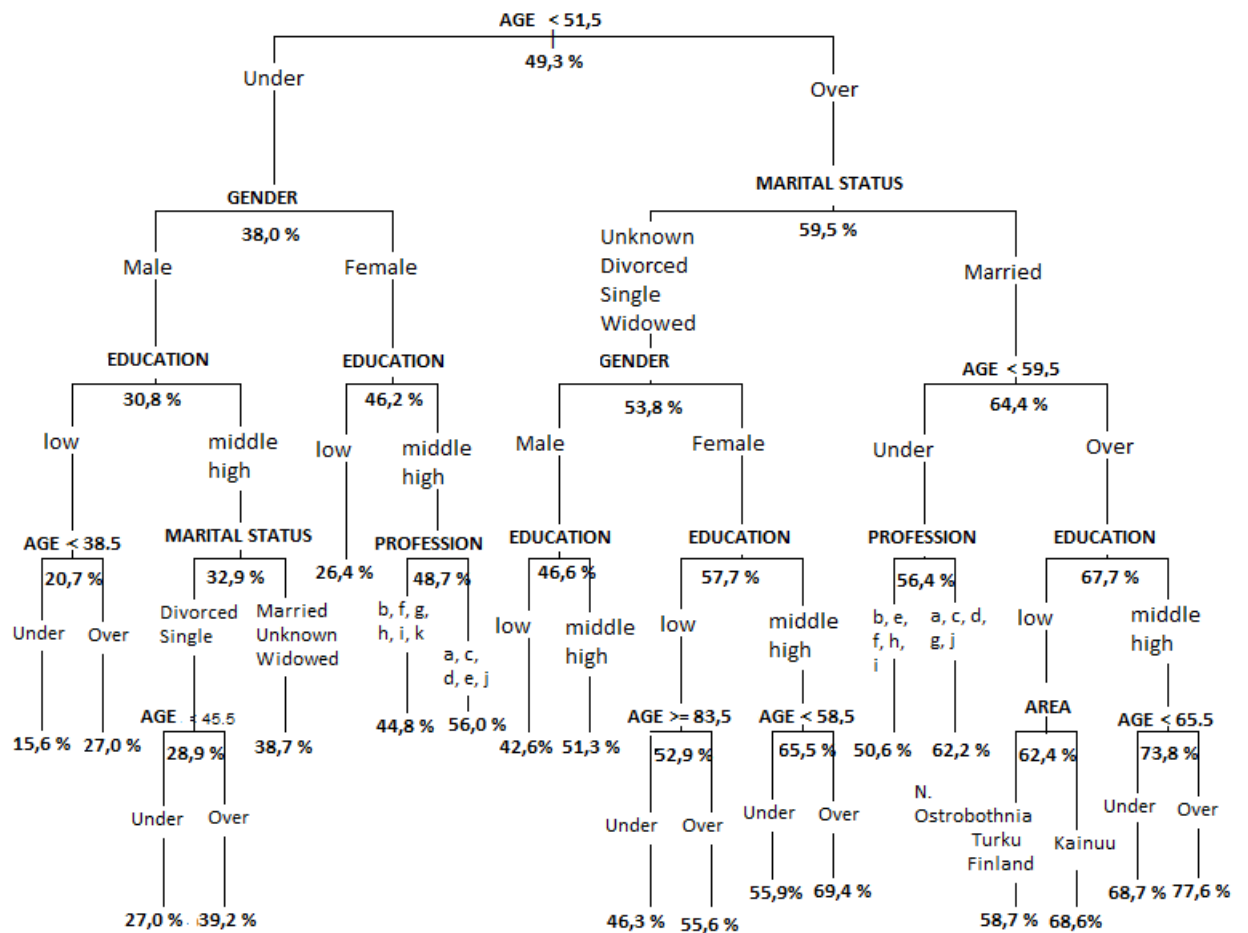 AGE < 51,5
49,3 %
Under
Over
GENDER
MARITAL STATUS
38,0 %
59,5 %
Male
Female
Unknown
Divorced
Single
Widowed
Married
EDUCATION
EDUCATION
GENDER
AGE < 59,5
30,8 %
46,2 %
53,8 %
64,4 %
low
middle
high
low
middle
high
Male
Female
Under
Over
AGE < 38.5
MARITAL STATUS
PROFESSION
EDUCATION
EDUCATION
PROFESSION
EDUCATION
20,7 %
32,9 %
26,4 %
48,7 %
46,6 %
57,7 %
56,4 %
67,7 %
Under
Over
Divorced
Single
Married
Unknown
Widowed
b, f, g,
h, i, k
a, c,
d, e, j
low
middle
high
low
middle
high
b, e,
f, h,
i
a, c, d,
g, j
low
middle
high
15,6 %
27,0 %
AGE < 45.5
28,9 %
38,7 %
44,8 %
56,0 %
42,6%
51,3 %
AGE >= 83,5
52,9 %
AGE < 58,5
65,5 %
50,6 %
62,2 %
AREA
62,4 %
AGE < 65.5
73,8 %
Under
Over
Under
Over
Under
Over
N.
Ostrobothnia
Turku
Finland
Kainuu
Under
Over
27,0 %
39,2 %
46,3 %
55,6 %
55,9%
69,4 %
58,7 %
68,6%
68,7 %
77,6 %